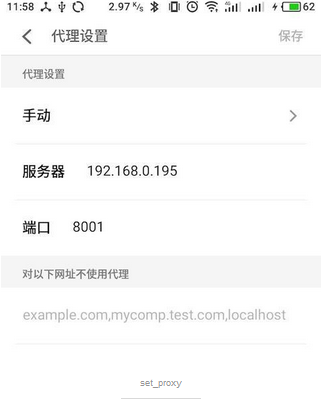 11:58 2.97 K/s 4G 62
代理设置 保存
代理设置
手动
服务器 192.168.0.195
端口 8001
对以下网址不使用代理
example.com,mycomp.test.com,localhost
set_proxy